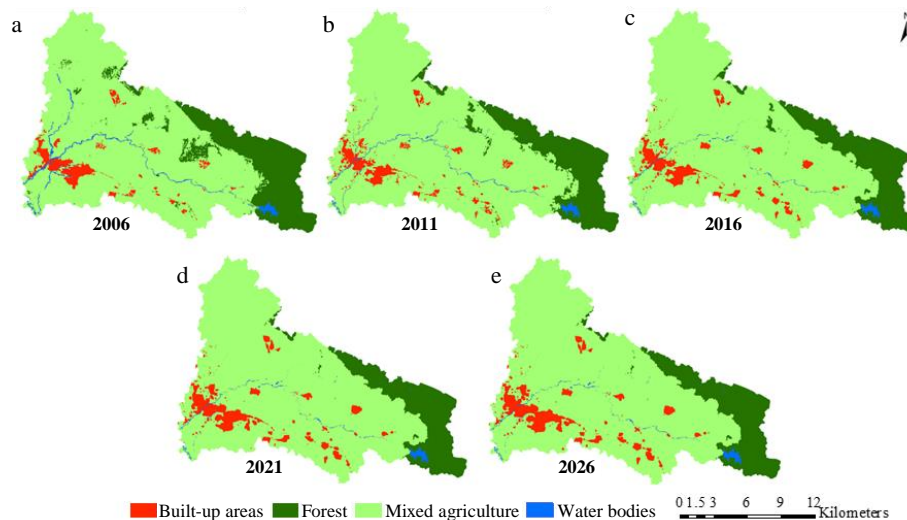 a
b
c
N
2006
2011
2016
d
e
2021
2026
Built-up areas Forest Mixed agriculture Water bodies
0 1.5 3 6 9 12
Kilometers